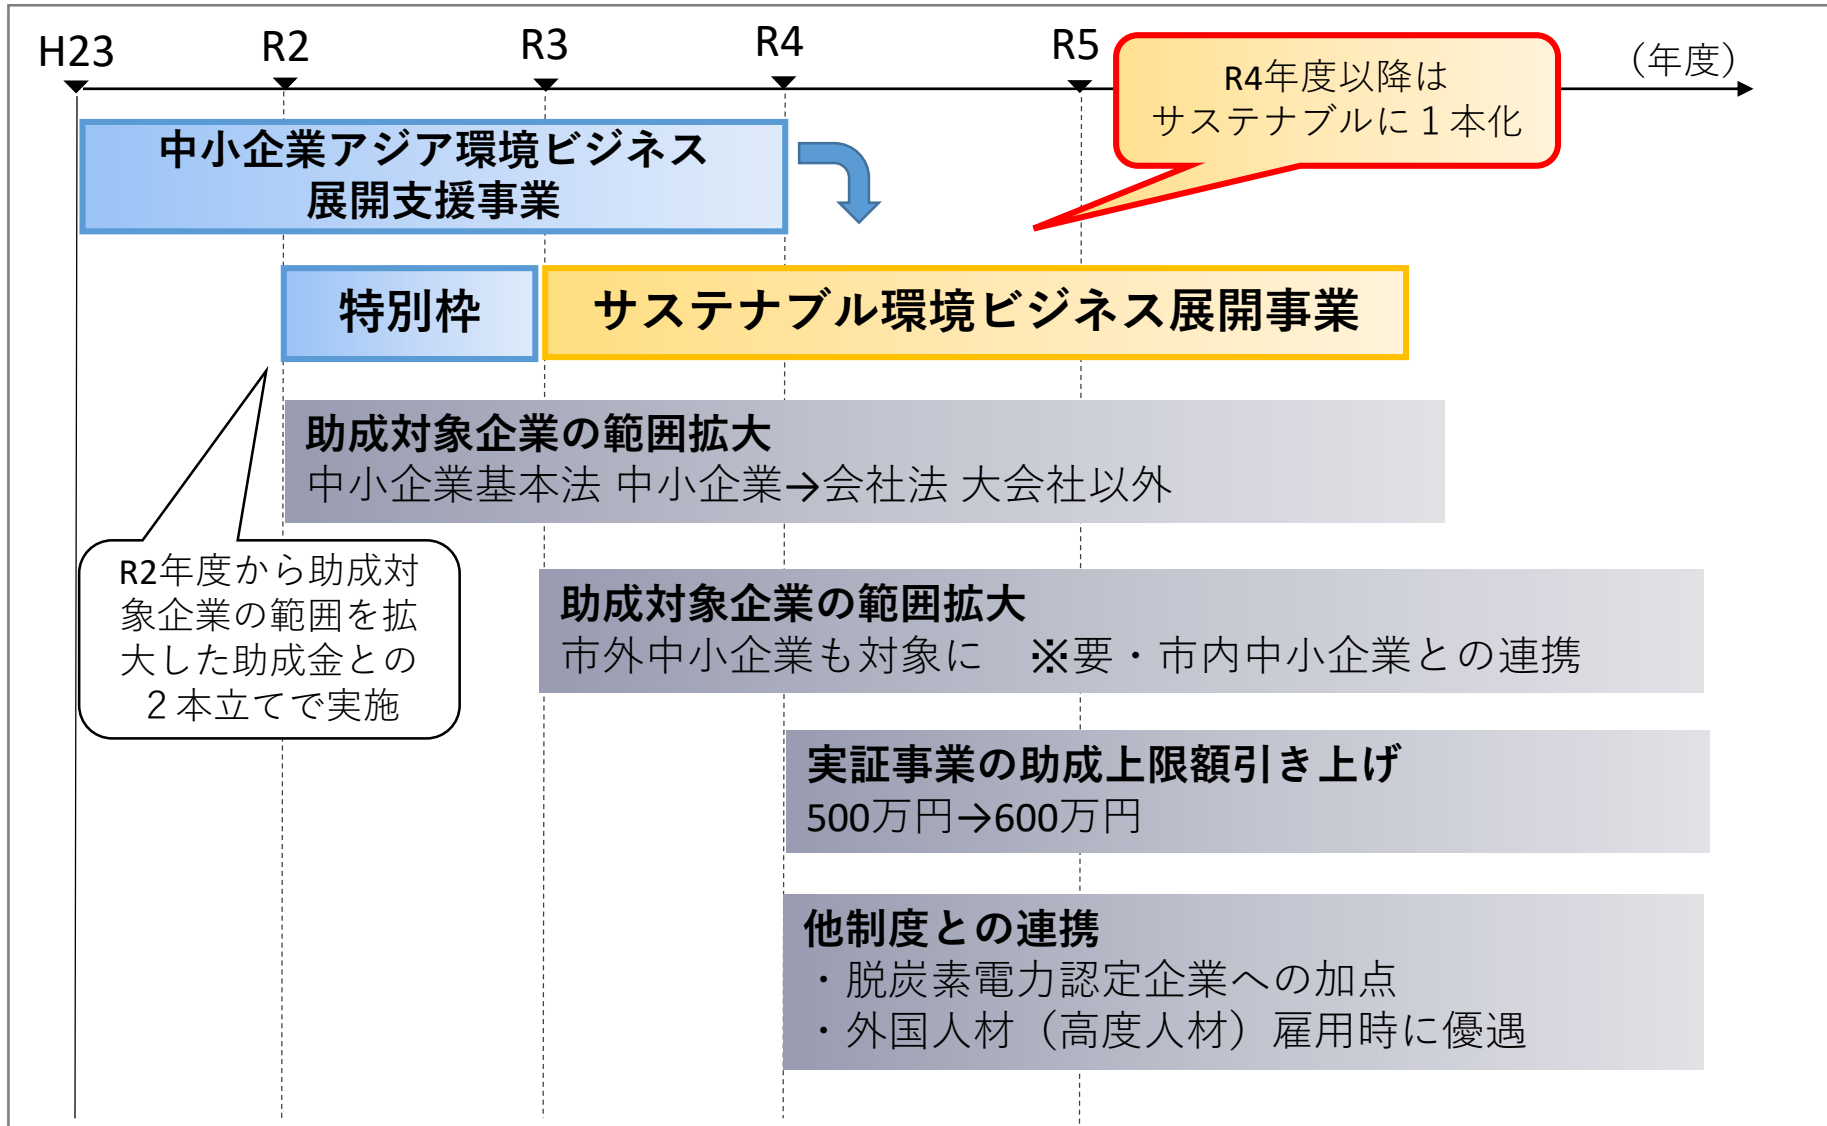 H23
R2
R3
R4
R5
（年度）
R4年度以降は
サステナブルに１本化
中小企業アジア環境ビジネス
展開支援事業
特別枠
サステナブル環境ビジネス展開事業
助成対象企業の範囲拡大
中小企業基本法 中小企業→会社法 大会社以外
R2年度から助成対
象企業の範囲を拡
大した助成金との
２本立てで実施
助成対象企業の範囲拡大
市外中小企業も対象に　※要・市内中小企業との連携
実証事業の助成上限額引き上げ
500万円→600万円
他制度との連携
・脱炭素電力認定企業への加点
・外国人材（高度人材）雇用時に優遇